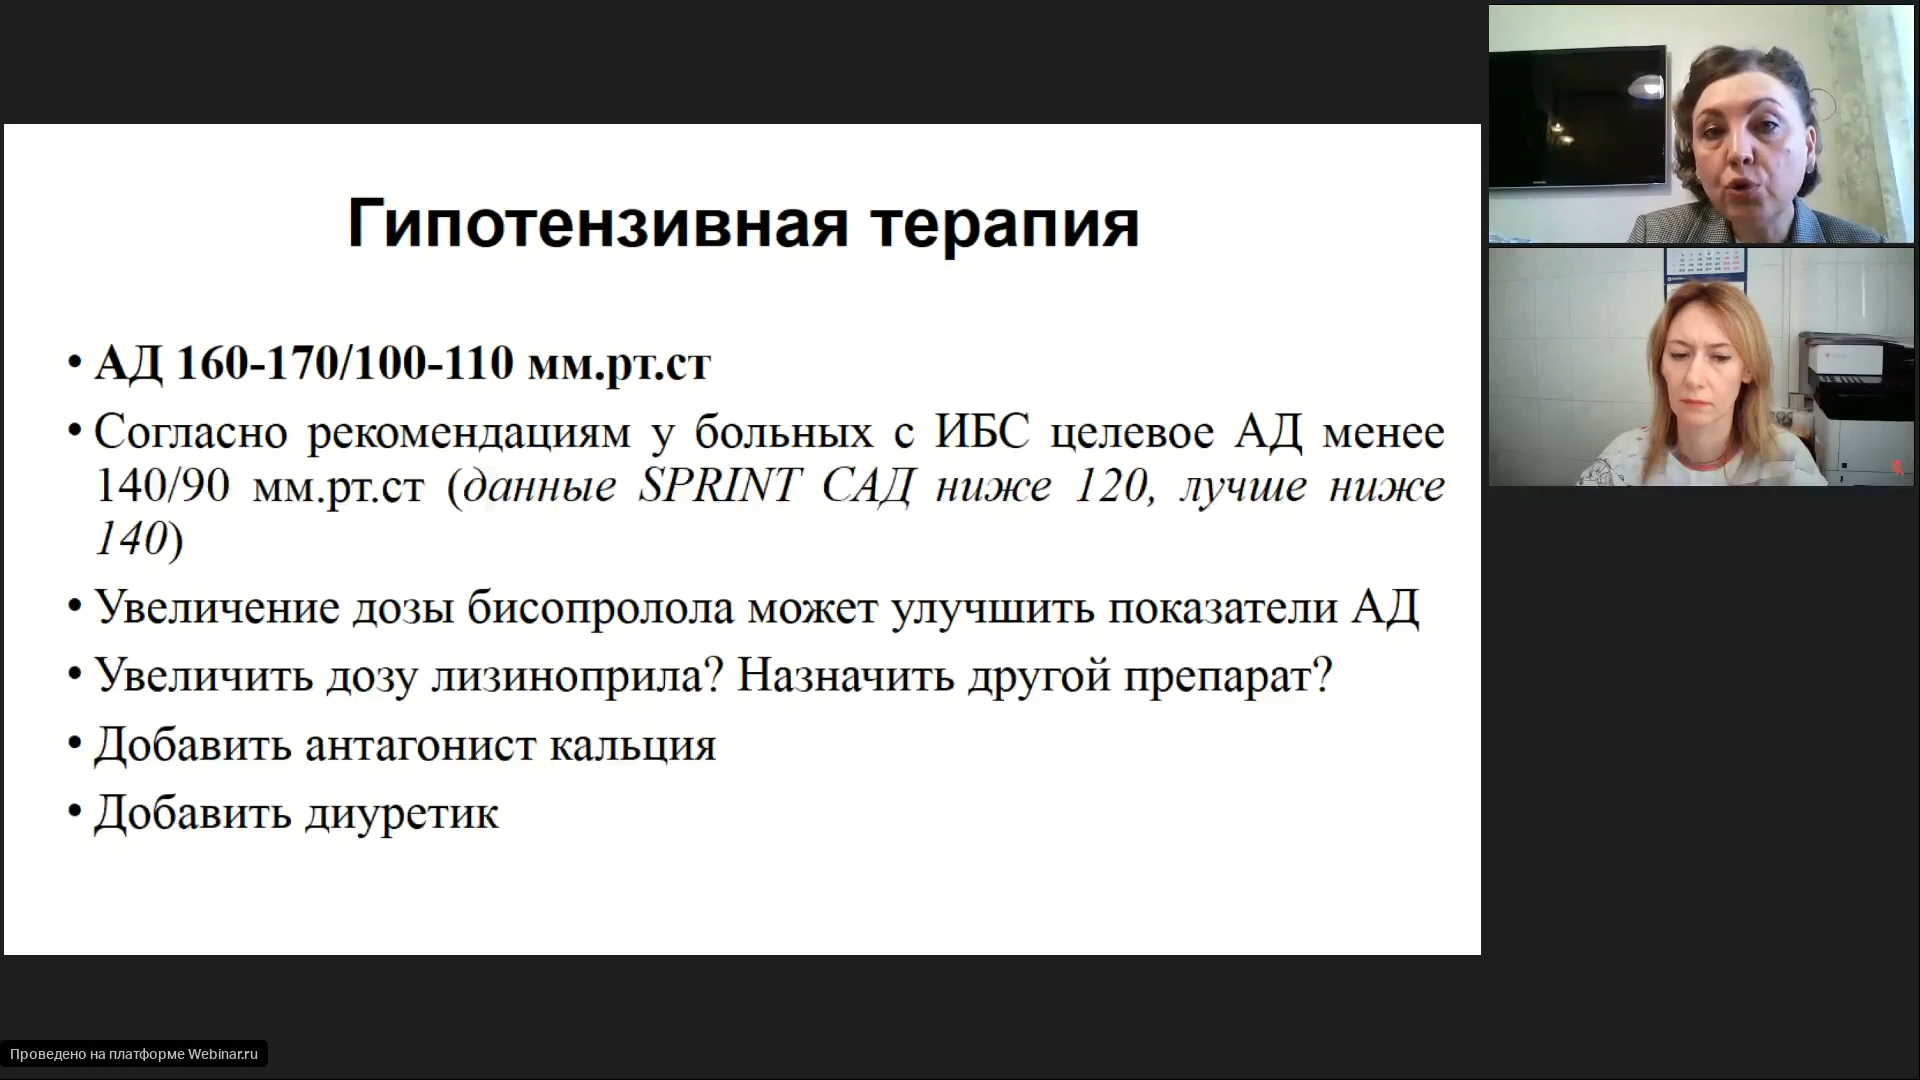 Гипотензивная терапия
• АД 160-170/100-110 мм.рт.ст
• Согласно рекомендациям у больных с ИБС целевое АД менее
140/90 мм.рт.ст (данные SPRINT САД ниже 120, лучше ниже
140)
• Увеличение дозы бисопролола может улучшить показатели АД
• Увеличить дозу лизиноприла? Назначить другой препарат?
• Добавить антагонист кальция
• Добавить диуретик
Проведено на платформе Webinar.ru